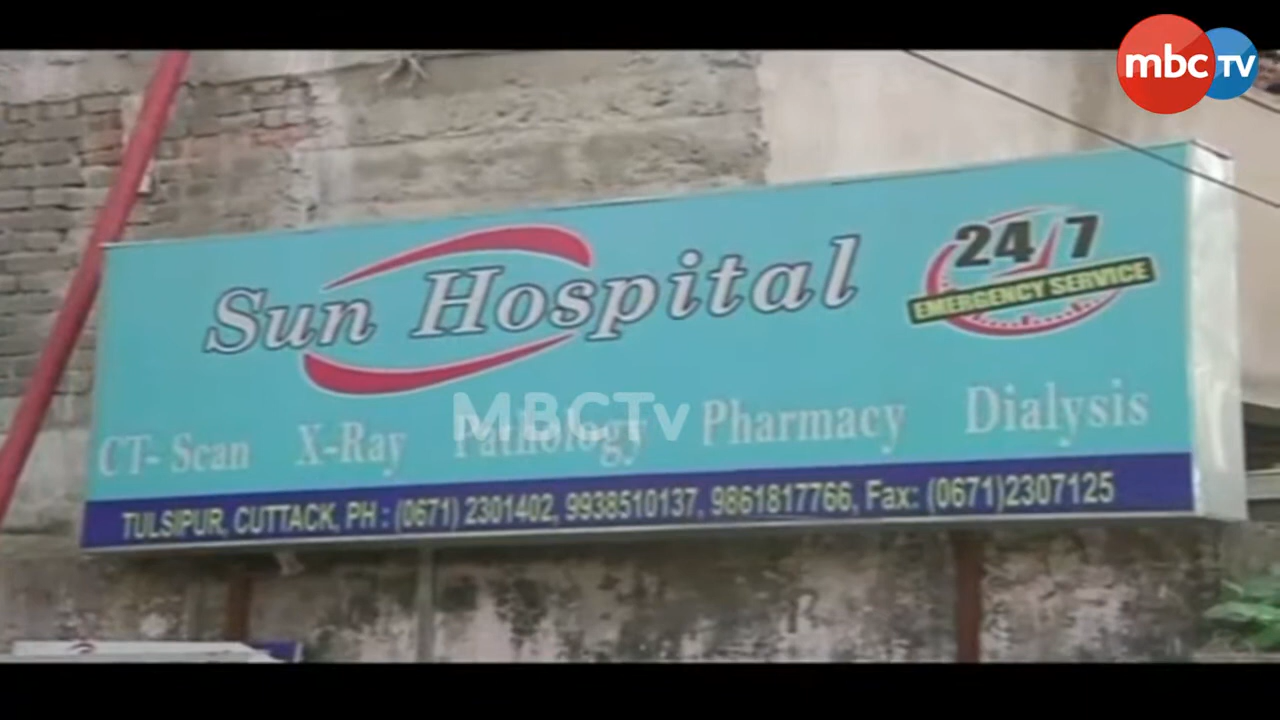 mbc TV
Sun Hospital
24/7
EMERGENCY SERVICE
MBCTv
CT- Scan X-Ray Pathology Pharmacy Dialysis
TULSIPUR, CUTTACK, PH : (0671) 2301402, 9938510137, 9861817766, Fax: (0671)2307125